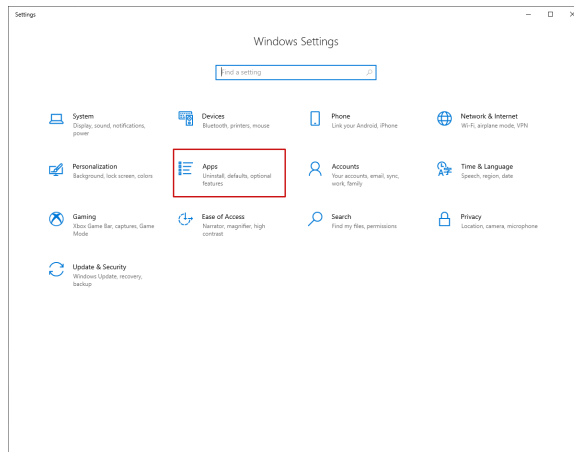 Settings
Windows Settings
Find a setting
System
Display, sound, notifications,
power
Devices
Bluetooth, printers, mouse
Phone
Link your Android, iPhone
Network & Internet
Wi-Fi, airplane mode, VPN
Personalization
Background, lock screen, colors
Apps
Uninstall, defaults, optional
features
Accounts
Your accounts, email, sync,
work, family
Time & Language
Speech, region, date
Gaming
Xbox Game Bar, captures, Game
Mode
Ease of Access
Narrator, magnifier, high
contrast
Search
Find my files, permissions
Privacy
Location, camera, microphone
Update & Security
Windows Update, recovery,
backup